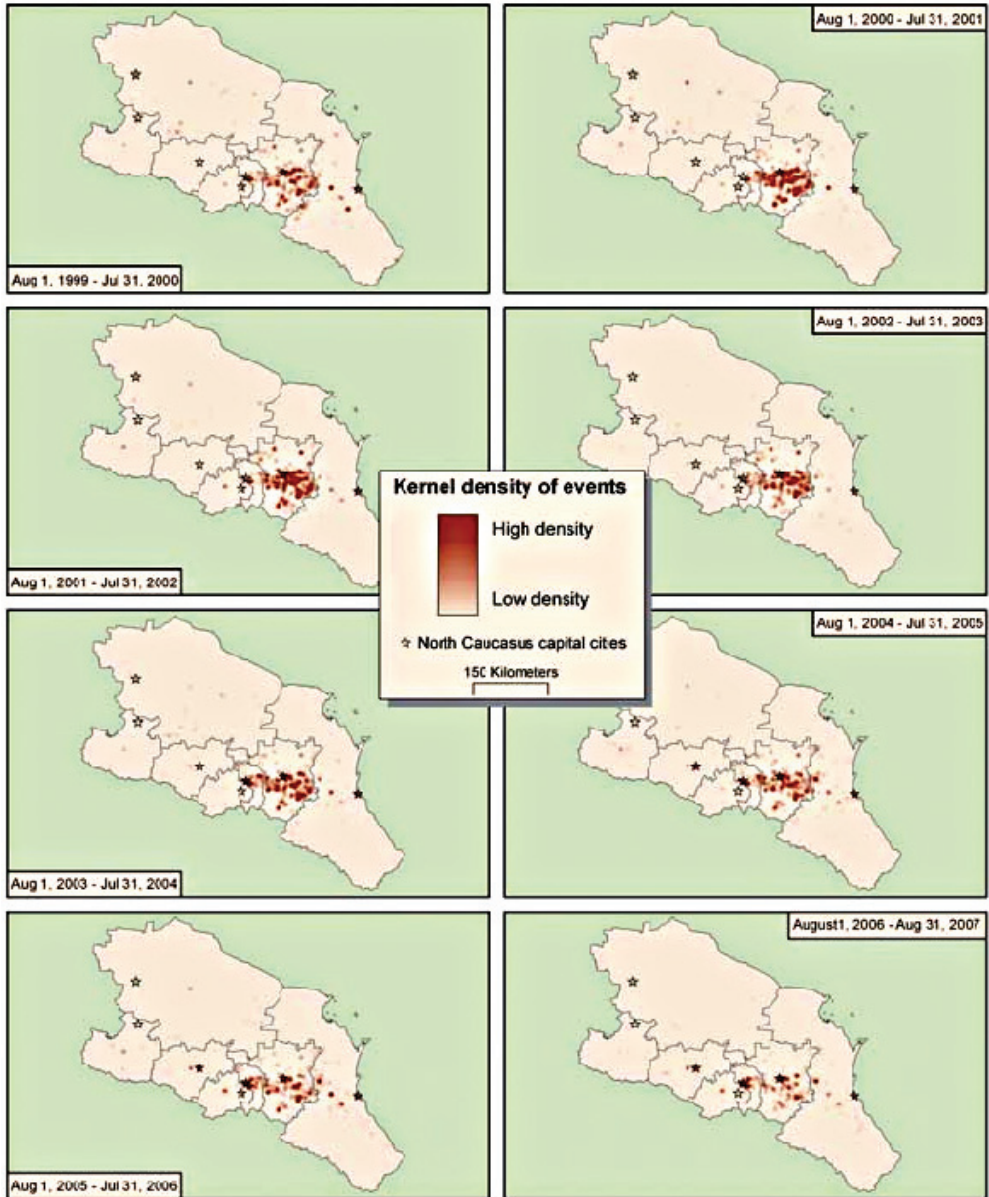 Aug 1, 2000 - Jul 31, 2001
Aug 1, 1999 - Jul 31, 2000
Aug 1, 2002 - Jul 31, 2003
Aug 1, 2001 - Jul 31, 2002
Kernel density of events
High density
Low density
North Caucasus capital cites
150 Kilometers
Aug 1, 2004 - Jul 31, 2005
Aug 1, 2003 - Jul 31, 2004
August1, 2006 - Aug 31, 2007
Aug 1, 2005 - Jul 31, 2006